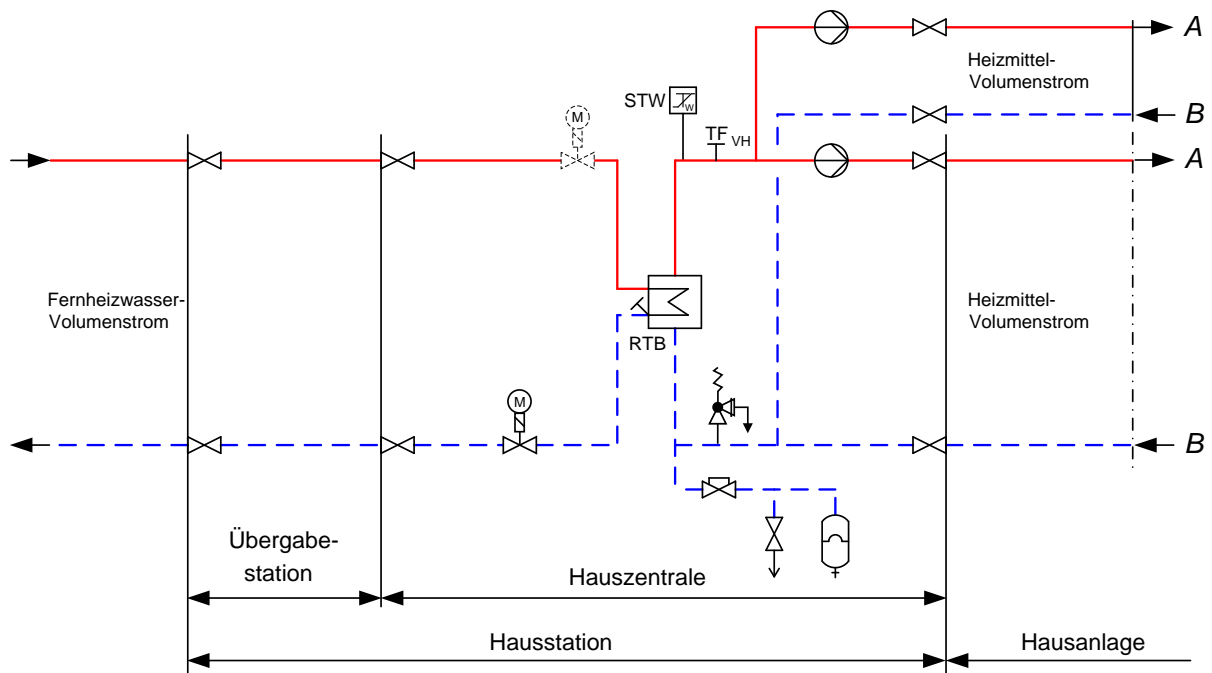 A
Heizmittel-
Volumenstrom
STW
W
B
M
TF VH
A
Fernheizwasser-
Volumenstrom
Heizmittel-
Volumenstrom
RTB
M
B
Übergabe-
station
Hauszentrale
Hausstation
Hausanlage